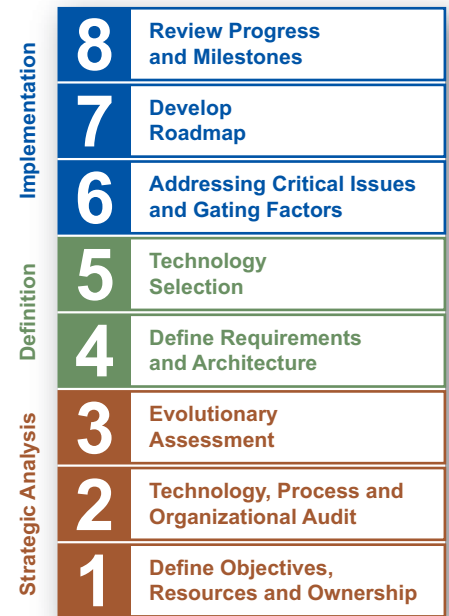 Implementation
8
Review Progress
and Milestones
7
Develop
Roadmap
6
Addressing Critical Issues
and Gating Factors
Definition
5
Technology
Selection
4
Define Requirements
and Architecture
Strategic Analysis
3
Evolutionary
Assessment
2
Technology, Process and
Organizational Audit
1
Define Objectives,
Resources and Ownership